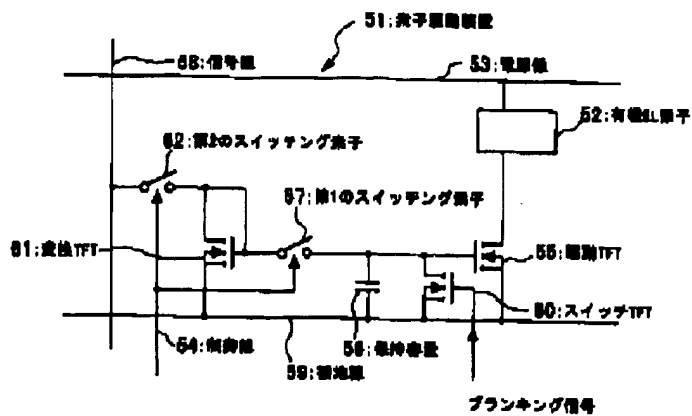 51:素子駆動装置
58:信号線
53:電源線
52:有機EL素子
62:第2のスイッチング素子
57:第1のスイッチング素子
61:変換TFT
55:駆動TFT
60:スイッチTFT
54:制御線
59:接地線
56:保持容量
ブランキング信号